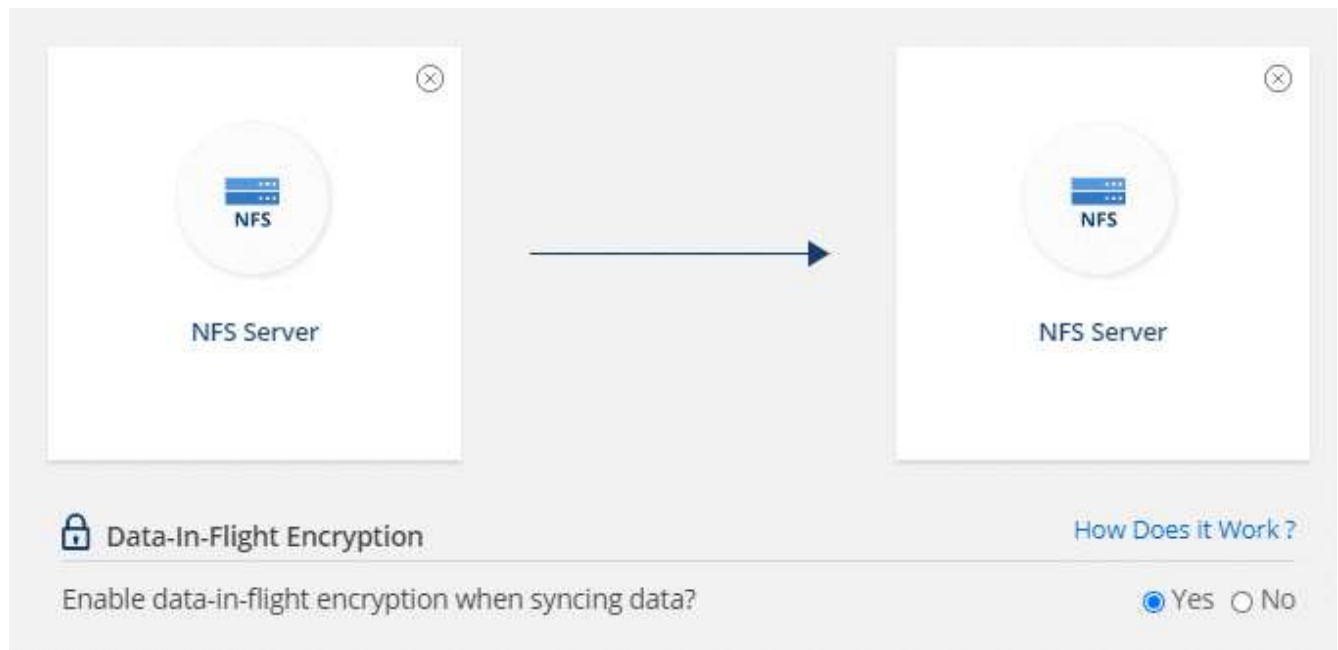 NFS
NFS
NFS Server
NFS Server
Data-In-Flight Encryption
How Does it Work ?
Enable data-in-flight encryption when syncing data?
Yes
No